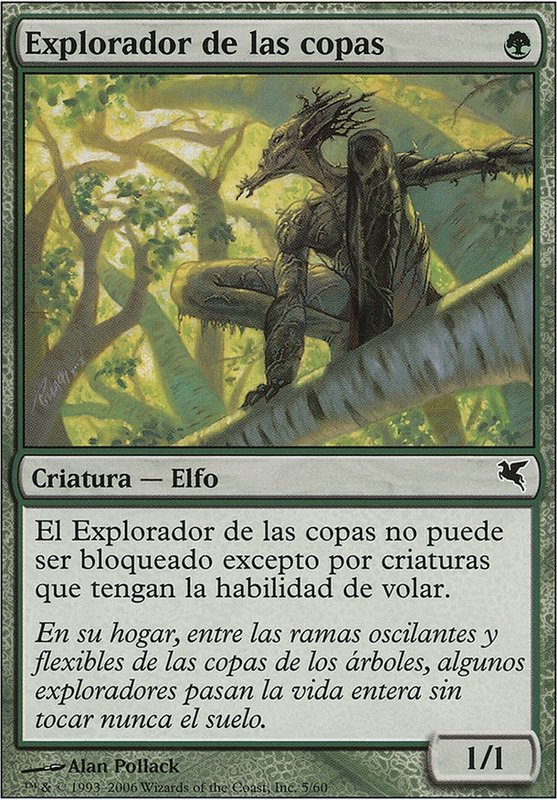 Explorador de las copas
Criatura — Elfo
El Explorador de las copas no puede
ser bloqueado excepto por criaturas
que tengan la habilidad de volar.
En su hogar, entre las ramas oscilantes y
flexibles de las copas de los árboles, algunos
exploradores pasan la vida entera sin
tocar nunca el suelo.
1/1
Alan Pollack
™ & © 1993-2006 Wizards of the Coast, Inc. 5/60